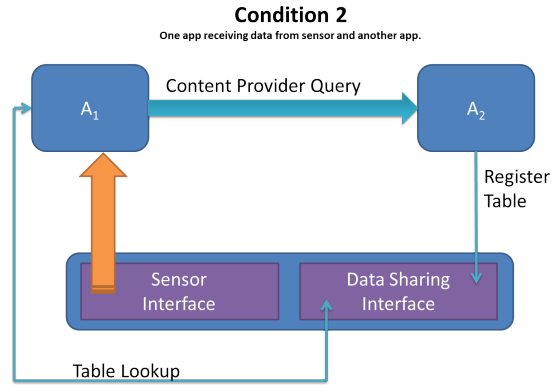 Condition 2
One app receiving data from sensor and another app.
Content Provider Query
A₁
A₂
Register
Table
Sensor
Interface
Data Sharing
Interface
Table Lookup